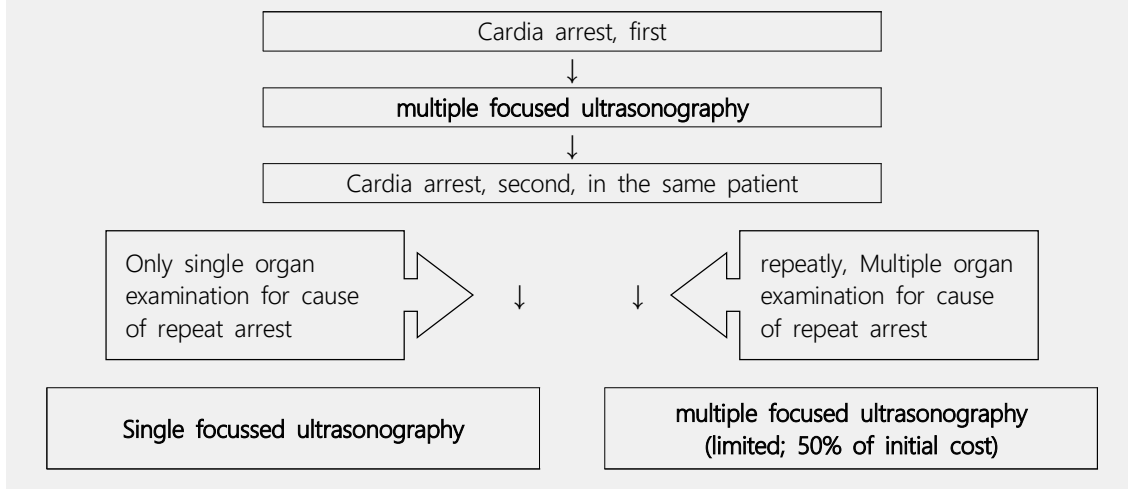 Cardia arrest, first
↓
multiple focused ultrasonography
↓
Cardia arrest, second, in the same patient
Only single organ
examination for cause
of repeat arrest
↓ ↓
repeatly, Multiple organ
examination for cause
of repeat arrest
Single focussed ultrasonography
multiple focused ultrasonography
(limited; 50% of initial cost)